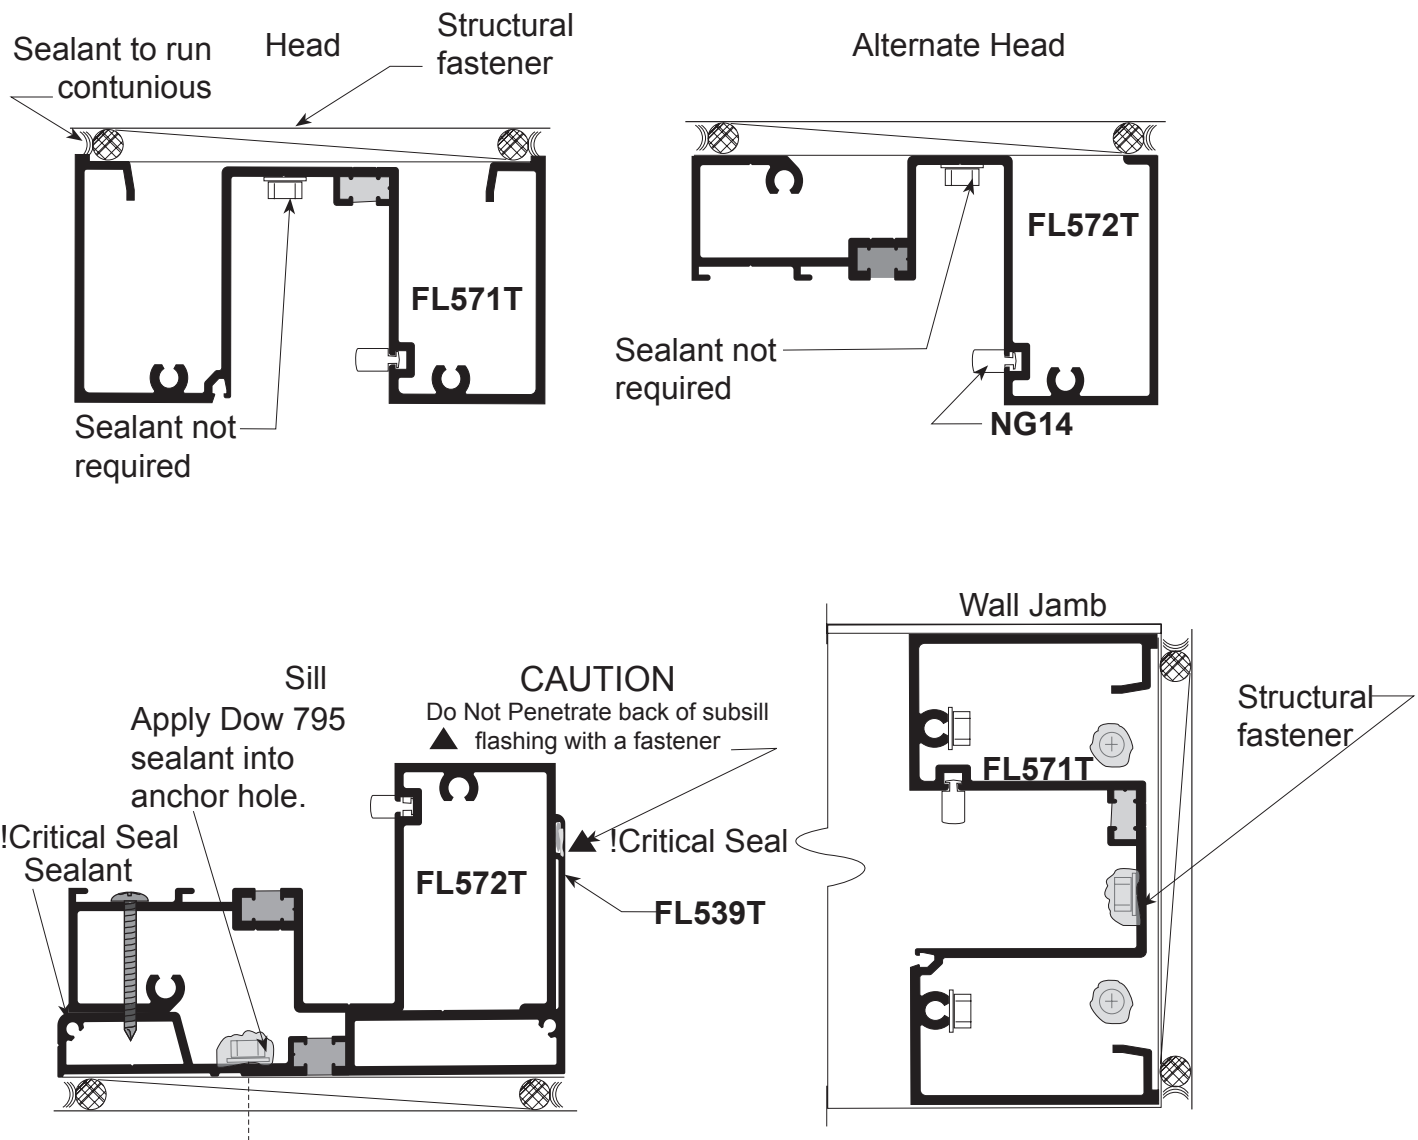 Sealant to run
contunious
Head
Structural
fastener
Alternate Head
FL571T
FL572T
Sealant not
required
NG14
Sealant not
required
Wall Jamb
Sill
CAUTION
Do Not Penetrate back of subsill
flashing with a fastener
Apply Dow 795
sealant into
anchor hole.
Structural
fastener
FL571T
!Critical Seal
Sealant
!Critical Seal
FL572T
FL539T